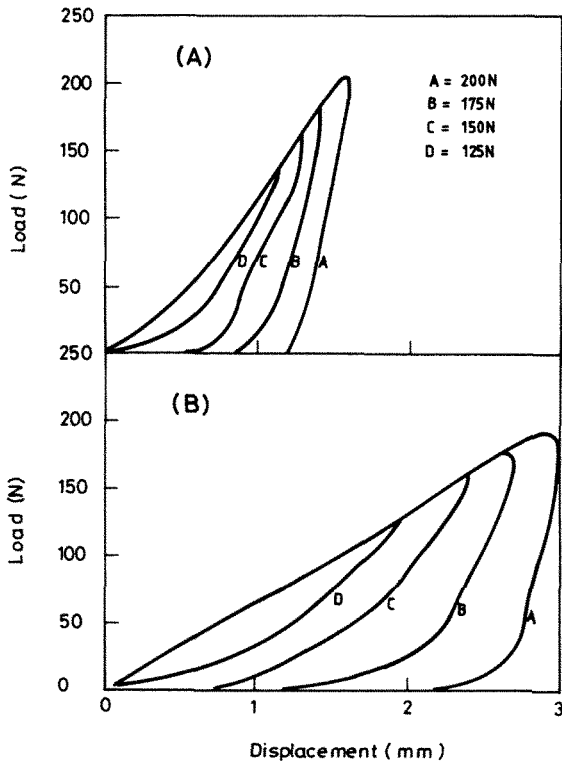 250
(A)
200
A = 200N
B = 175N
C = 150N
D = 125N
150
Load (N)
100
D C B A
50
250
(B)
200
150
Load (N)
100
D C B A
50
0
0 1 2 3
Displacement (mm)